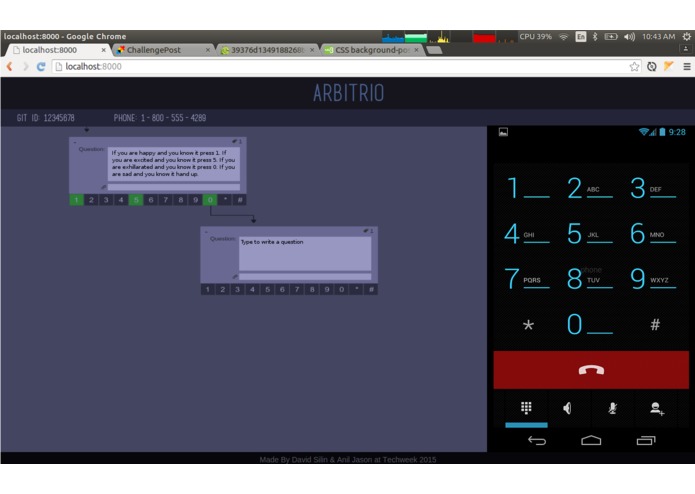 localhost:8000 - Google Chrome
CPU 39% En 10:43 AM
localhost:8000 × ChallengePost × 39376d1349188266l × CSS background-pos ×
localhost:8000
ARBITRIO
GIT ID: 12345678 PHONE: 1 - 800 - 555 - 4289
9:28
1
Question:
If you are happy and you know it press 1. If
you are excited and you know it press 5. If you
are exhillarated and you know it press 0. If you
are sad and you know it hand up.
1 2 3 4 5 6 7 8 9 0 * #
1
Question:
Type to write a question
1 2 3 4 5 6 7 8 9 0 * #
1 2 ABC 3 DEF
4 GHI 5 JKL 6 MNO
phone
7 PQRS 8 TUV 9 WXYZ
* 0 #
Made By David Silin & Anil Jason at Techweek 2015